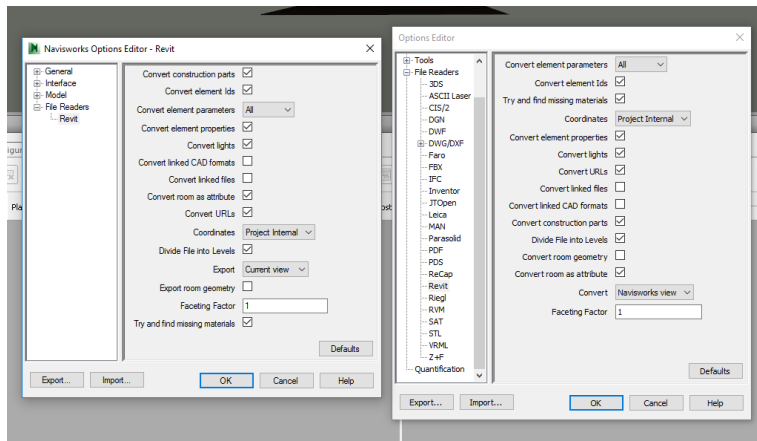 Navisworks Options Editor - Revit
General
Interface
Model
File Readers
Revit
Convert construction parts
Convert element Ids
Convert element parameters All
Convert element properties
Convert lights
Convert linked CAD formats
Convert linked files
Convert room as attribute
Convert URLs
Coordinates Project Internal
Divide File into Levels
Export Current view
Export room geometry
Faceting Factor 1
Try and find missing materials
Defaults
Export... Import... OK Cancel Help
Options Editor
Tools
File Readers
3DS
ASCII Laser
CIS/2
DGN
DWF
DWG/DXF
Faro
FBX
IFC
Inventor
JTOpen
Leica
MAN
Parasolid
PDF
PDS
ReCap
Revit
Riegl
RVM
SAT
STL
VRML
Z+F
Quantification
Convert element parameters All
Convert element Ids
Try and find missing materials
Coordinates Project Internal
Convert element properties
Convert lights
Convert URLs
Convert linked files
Convert linked CAD formats
Convert construction parts
Divide File into Levels
Convert room geometry
Convert room as attribute
Convert Navisworks view
Faceting Factor 1
Defaults
Export... Import... OK Cancel Help